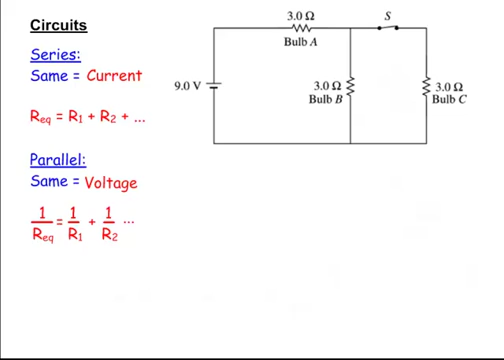 Circuits
Series:
Same = Current
Req = R1 + R2 + ...
Parallel:
Same = Voltage
1 1 1
— = — + — ...
Req R1 R2
3.0 Ω
Bulb A
S
9.0 V
3.0 Ω
Bulb B
3.0 Ω
Bulb C